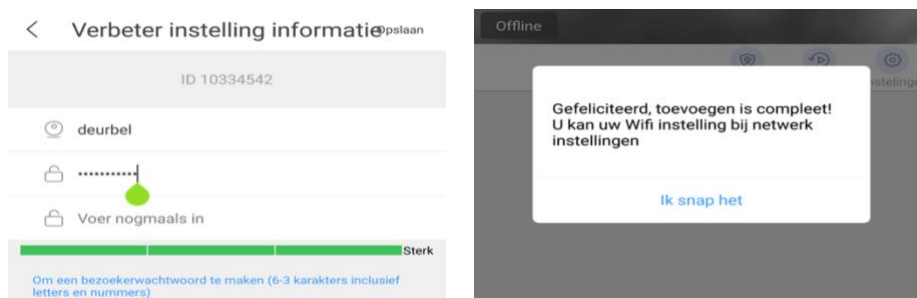 Verbeter instelling informatie Opslaan
ID 10334542
deurbel
Voer nogmaals in
Sterk
Om een bezoekerwachtwoord te maken (6-3 karakters inclusief
letters en nummers)
Offline
Gefeliciteerd, toevoegen is compleet!
U kan uw Wifi instelling bij netwerk
instellingen
Ik snap het